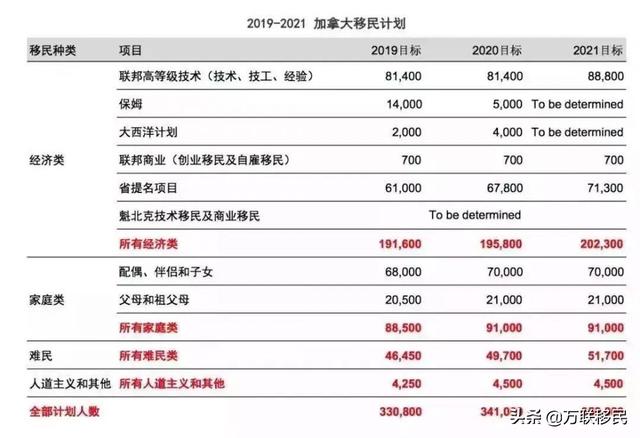 2019-2021 加拿大移民计划
移民种类 项目 2019目标 2020目标 2021目标
联邦高等级技术（技术、技工、经验） 81,400 81,400 88,800
保姆 14,000 5,000 To be determined
大西洋计划 2,000 4,000 To be determined
经济类 联邦商业（创业移民及自雇移民） 700 700 700
省提名项目 61,000 67,800 71,300
魁北克技术移民及商业移民 To be determined
所有经济类 191,600 195,800 202,300
配偶、伴侣和子女 68,000 70,000 70,000
家庭类 父母和祖父母 20,500 21,000 21,000
所有家庭类 88,500 91,000 91,000
难民 所有难民类 46,450 49,700 51,700
人道主义和其他 所有人道主义和其他 4,250 4,500 4,500
全部计划人数 330,800
头条 @万联移民